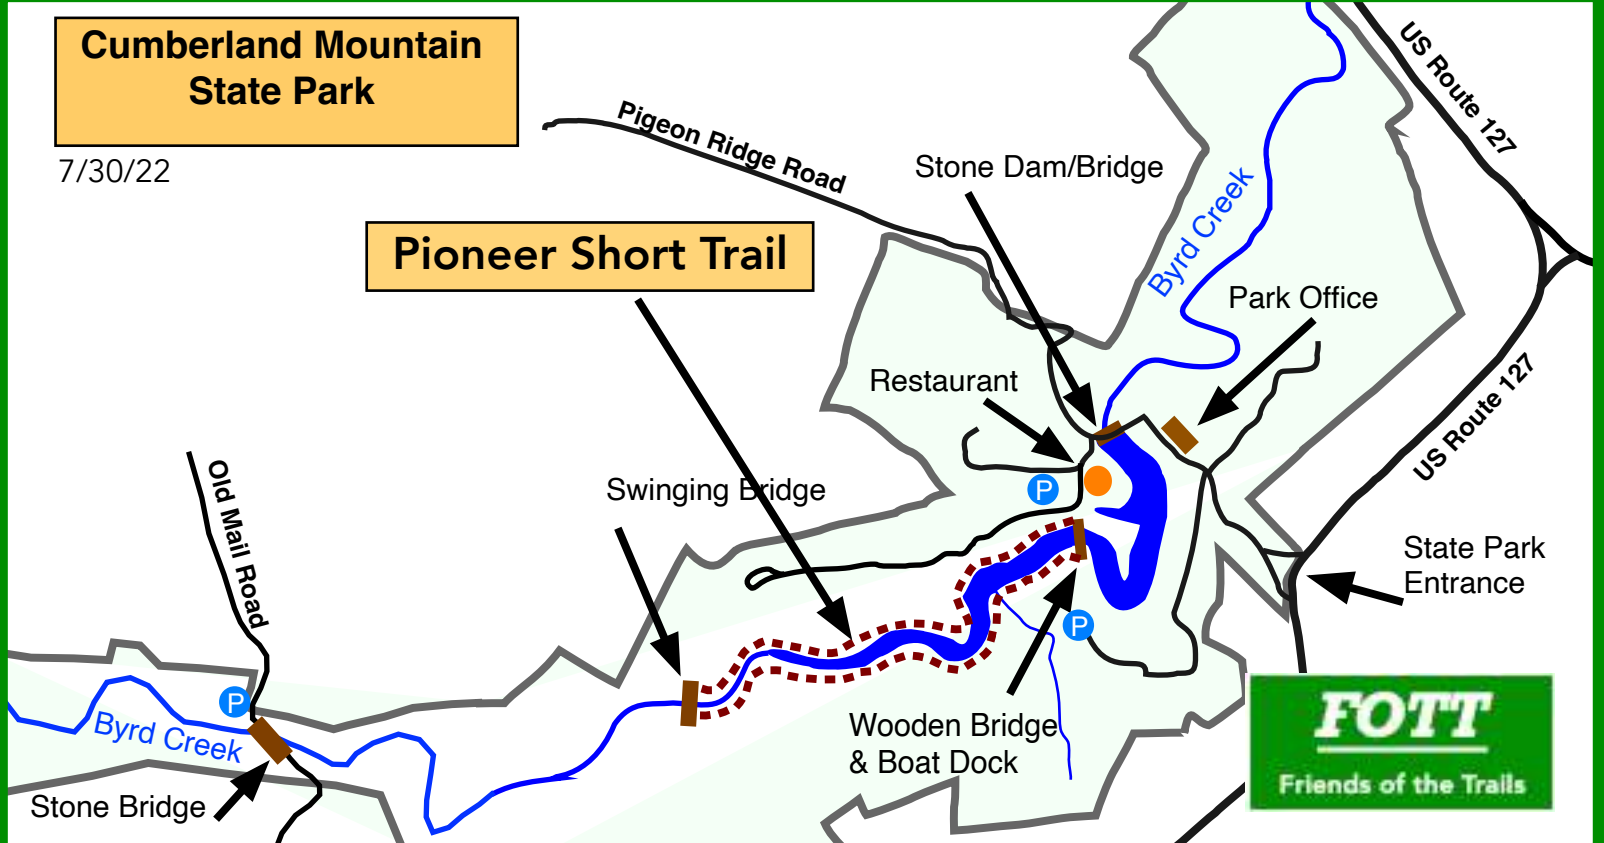 Cumberland Mountain
State Park
7/30/22
Pigeon Ridge Road
Stone Dam/Bridge
US Route 127
Pioneer Short Trail
Byrd Creek
Park Office
Restaurant
US Route 127
Swinging Bridge
P
Old Mail Road
State Park
Entrance
P
P
Byrd Creek
Wooden Bridge
& Boat Dock
Stone Bridge
FOTT
Friends of the Trails